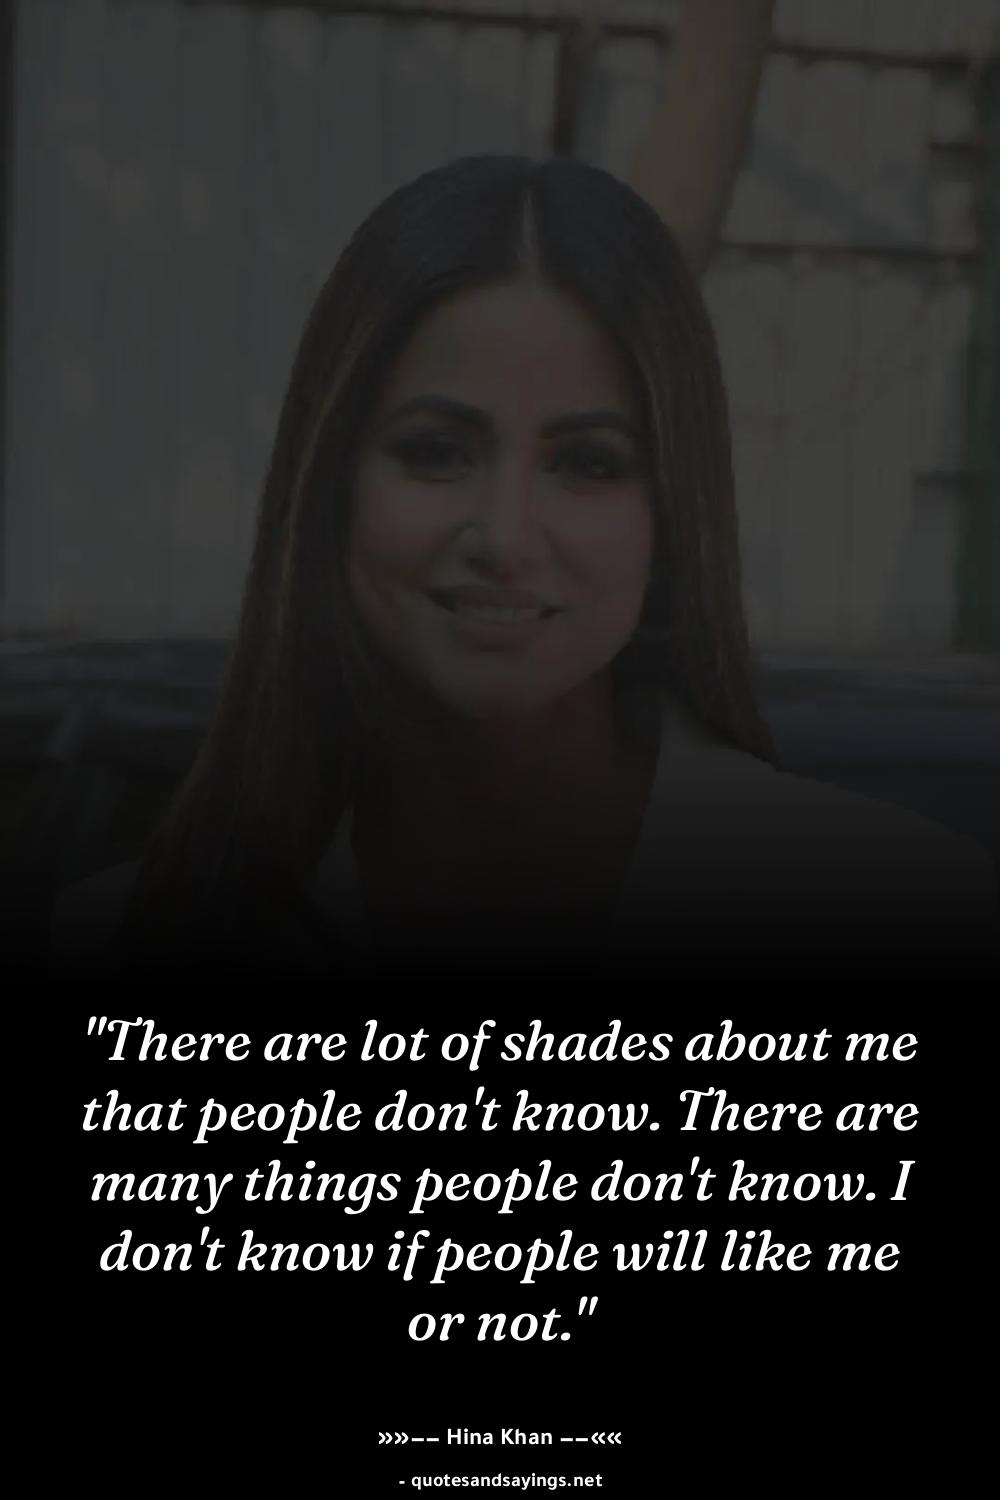 "There are lot of shades about me
that people don't know. There are
many things people don't know. I
don't know if people will like me
or not."
»»–– Hina Khan ––««
- quotesandsayings.net